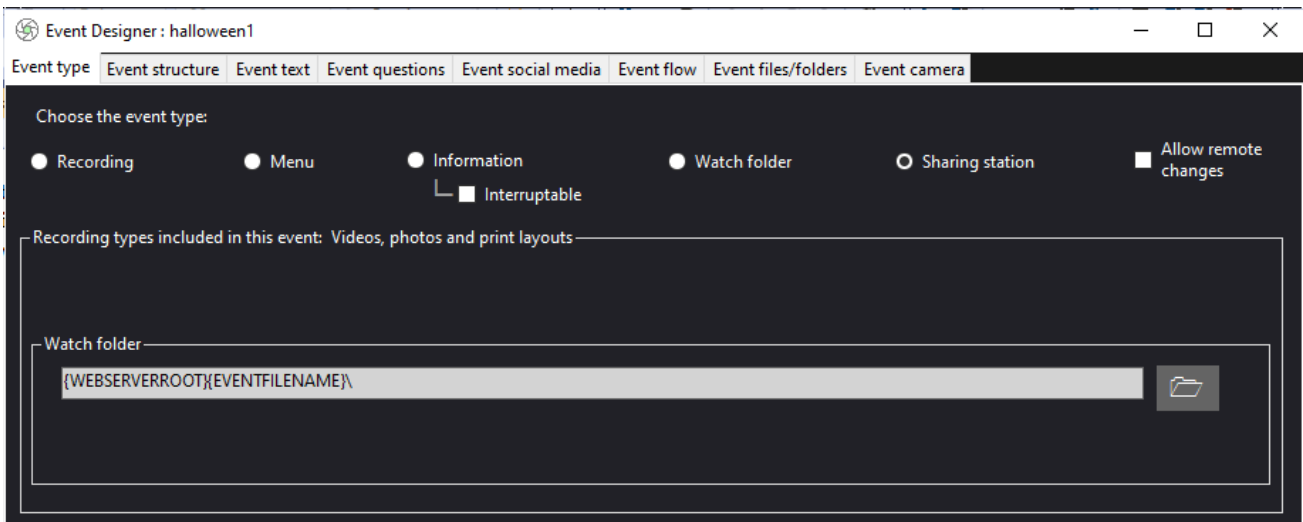 Event Designer : halloween1
Event type Event structure Event text Event questions Event social media Event flow Event files/folders Event camera
Choose the event type:
Recording Menu Information Watch folder Sharing station Allow remote changes
Interruptable
Recording types included in this event: Videos, photos and print layouts
Watch folder
{WEBSERVERROOT}{EVENTFILENAME}\